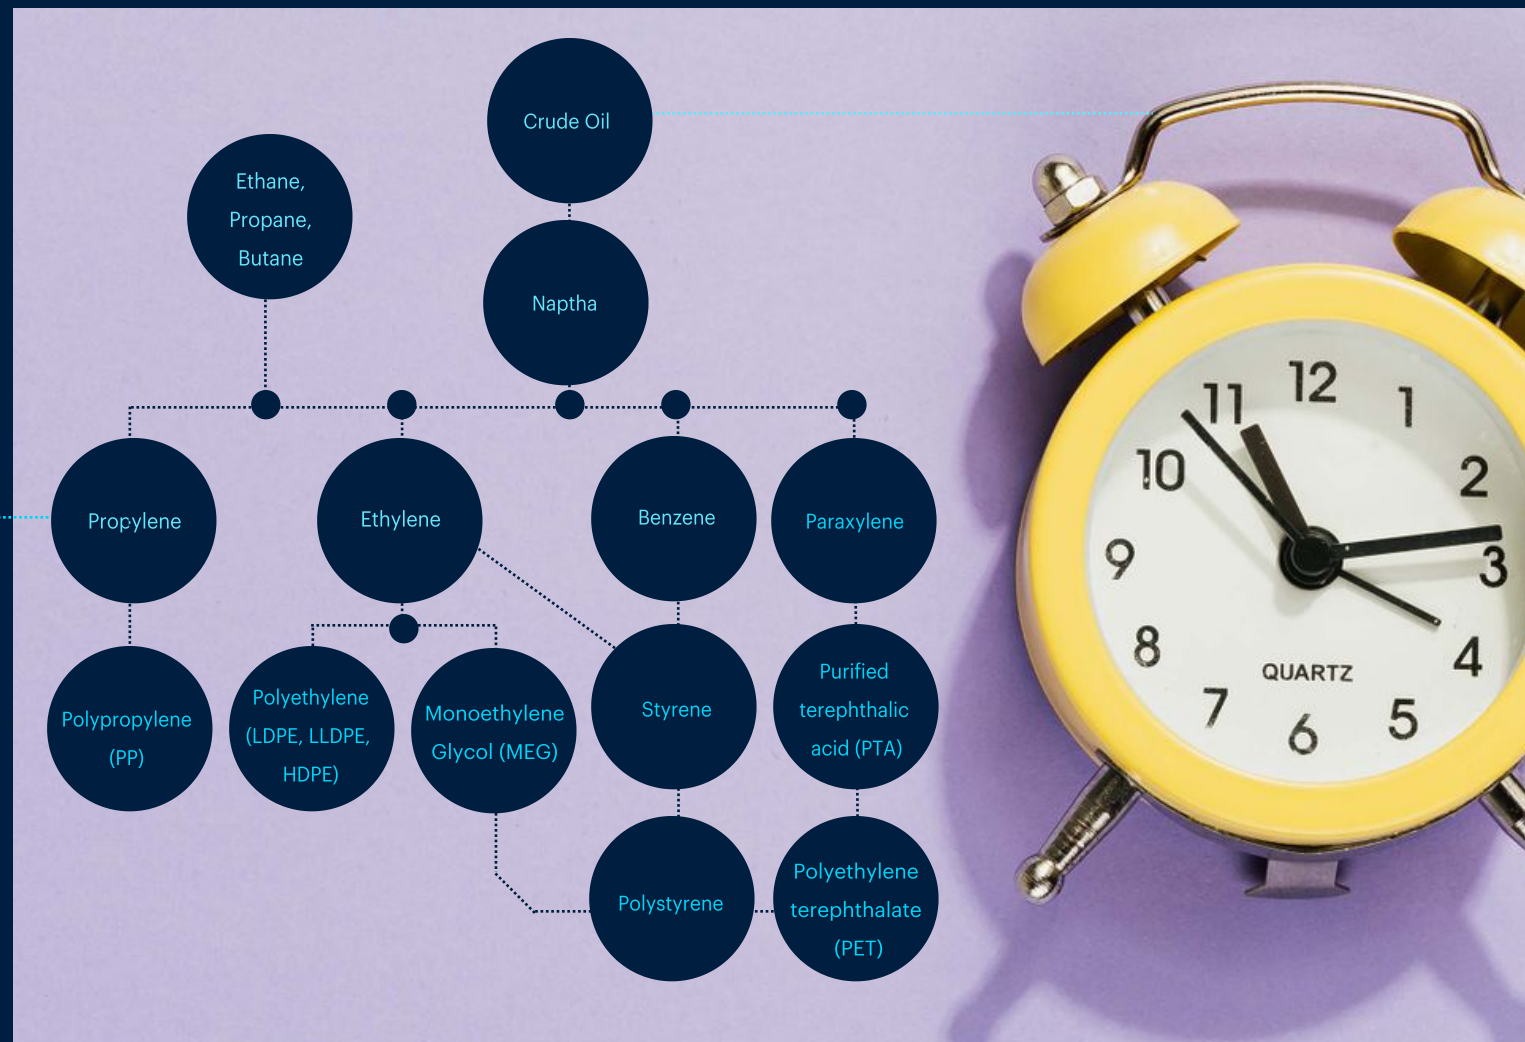 Crude Oil
Ethane,
Propane,
Butane
Naptha
Propylene
Ethylene
Benzene
Paraxylene
Polypropylene
(PP)
Polyethylene
(LDPE, LLDPE,
HDPE)
Monoethylene
Glycol (MEG)
Styrene
Purified
terephthalic
acid (PTA)
Polystyrene
Polyethylene
terephthalate
(PET)
12
11
1
10
2
9
3
8
4
7
5
6
QUARTZ